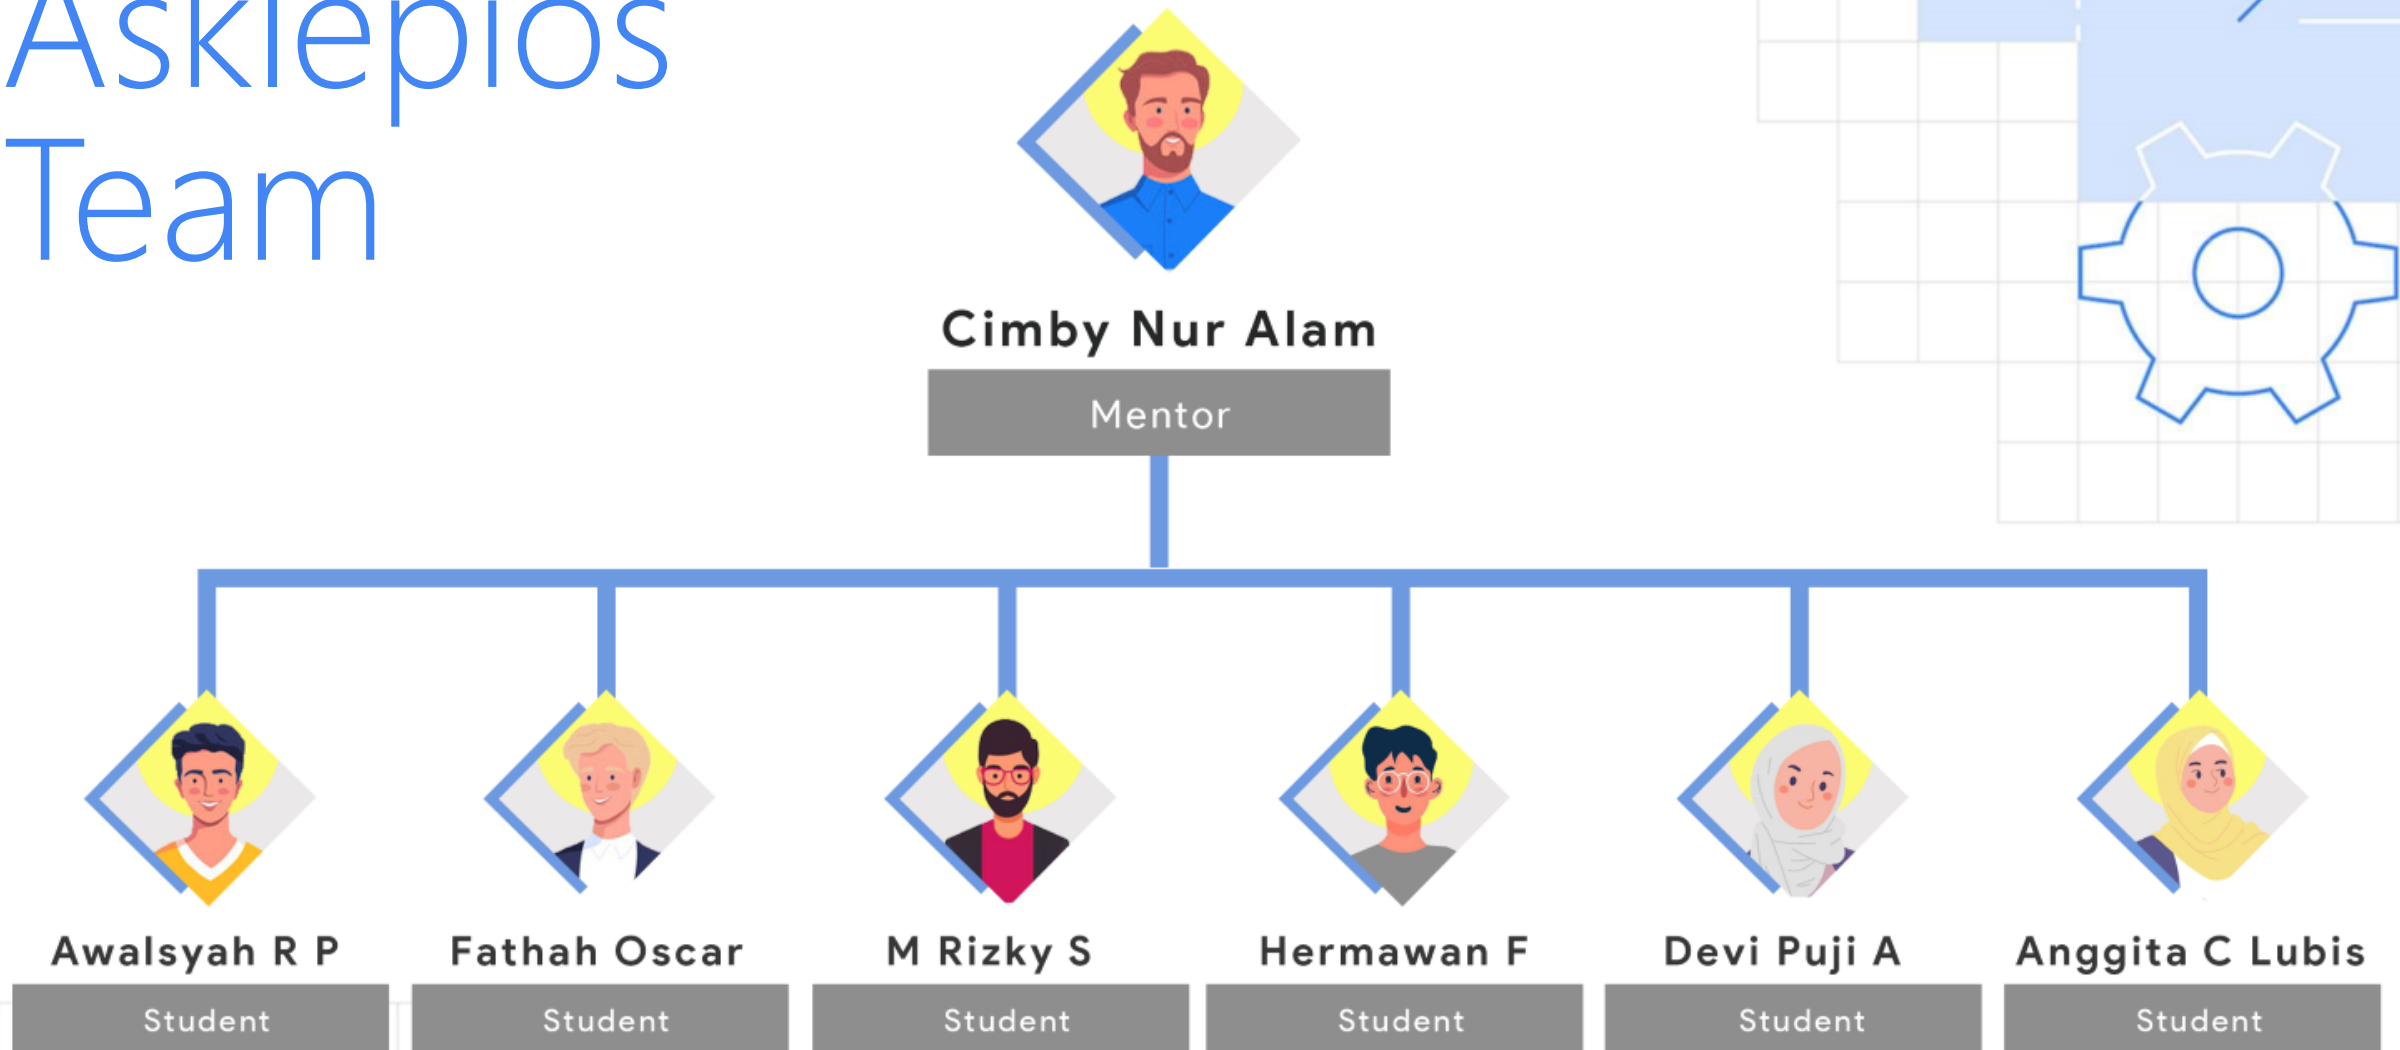 Asklepios
Team
Cimby Nur Alam
Mentor
Awalsyah R P
Fathah Oscar
M Rizky S
Hermawan F
Devi Puji A
Anggita C Lubis
Student
Student
Student
Student
Student
Student